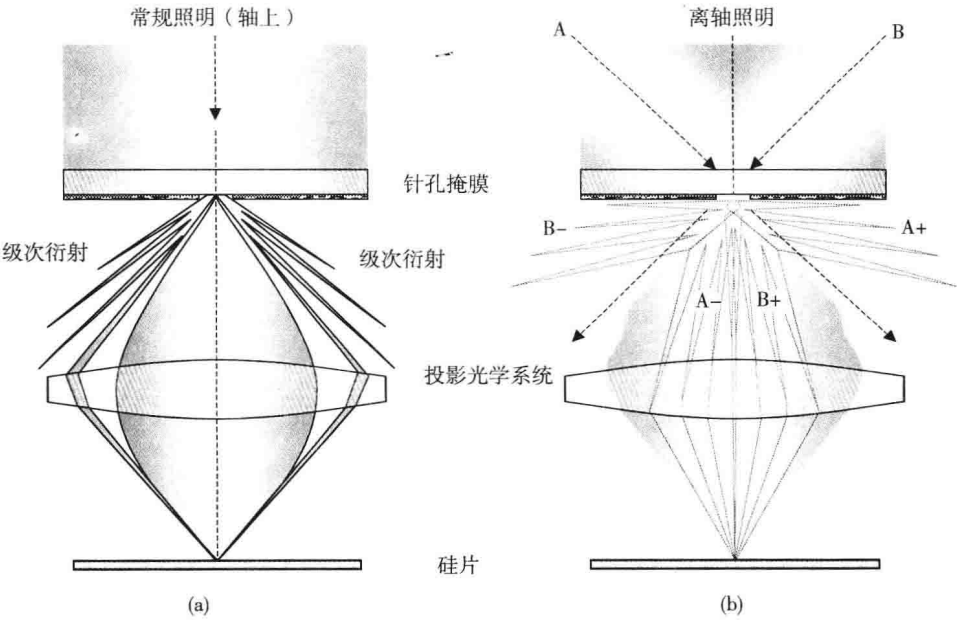 常规照明（轴上）
离轴照明
A
B
针孔掩膜
级次衍射
级次衍射
B-
A+
A-
B+
投影光学系统
硅片
(a)
(b)